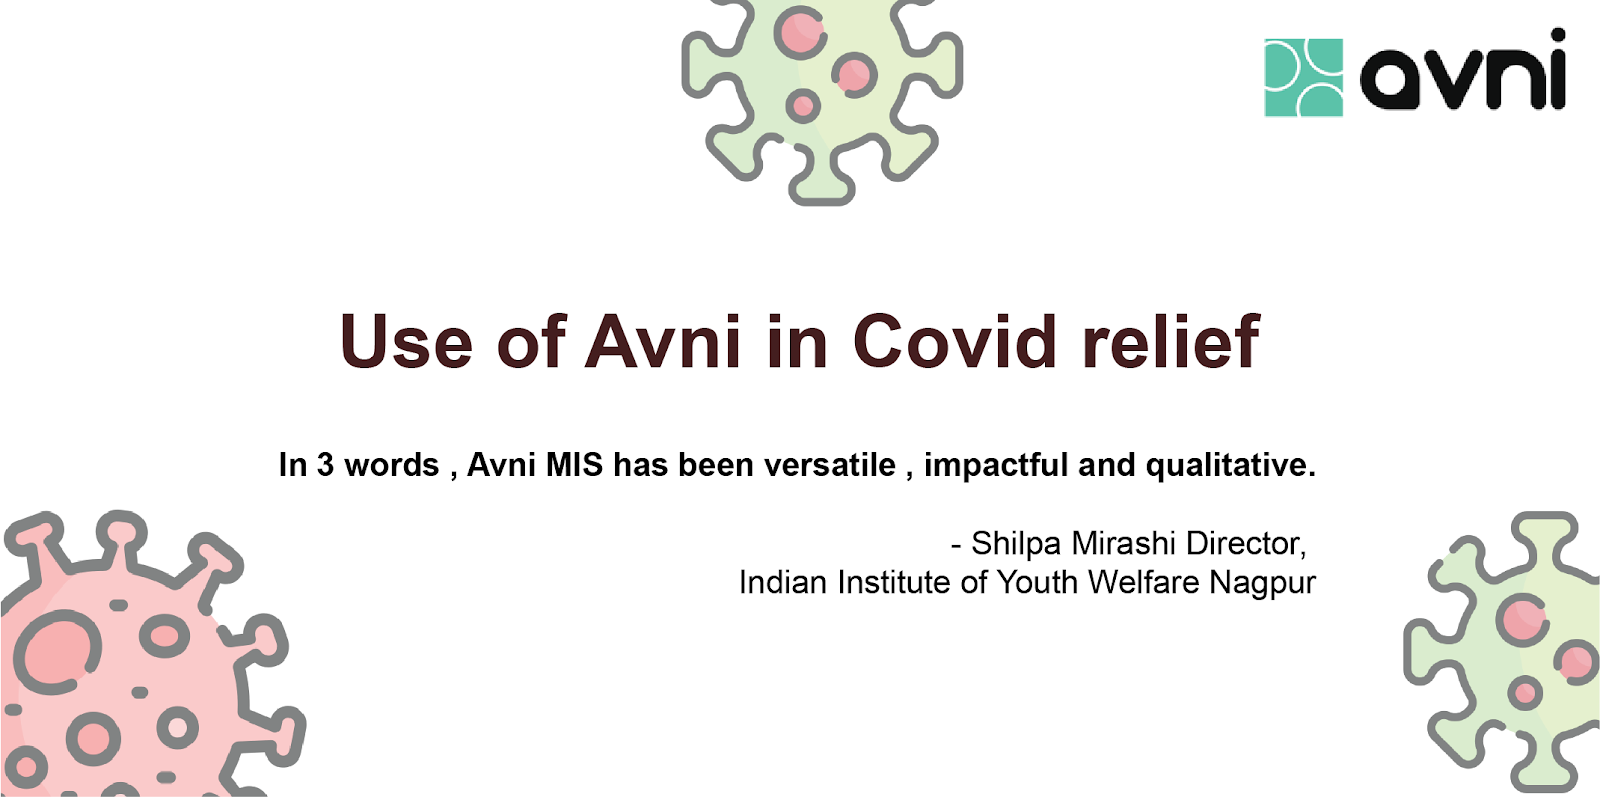 avni
Use of Avni in Covid relief
In 3 words , Avni MIS has been versatile , impactful and qualitative.
- Shilpa Mirashi Director,
Indian Institute of Youth Welfare Nagpur